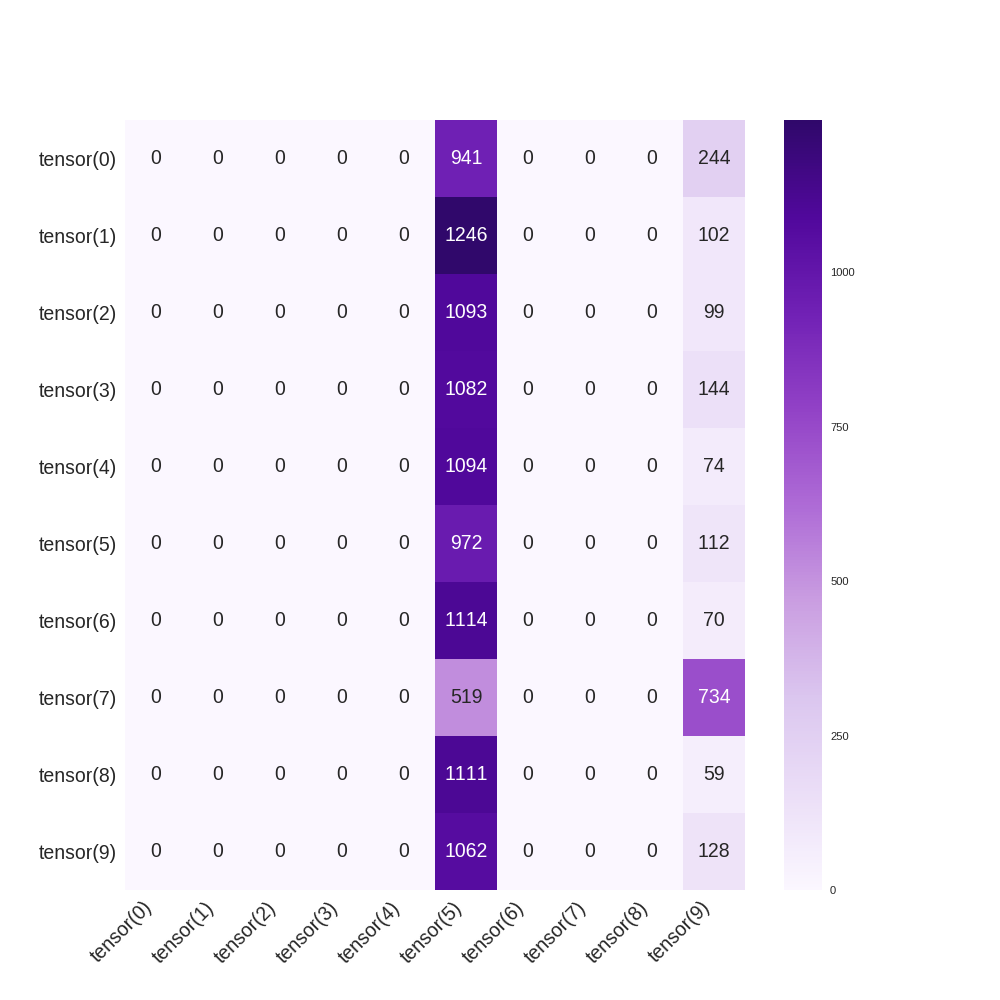 tensor(0) 0 0 0 0 0 941 0 0 0 244
tensor(1) 0 0 0 0 0 1246 0 0 0 102
tensor(2) 0 0 0 0 0 1093 0 0 0 99
tensor(3) 0 0 0 0 0 1082 0 0 0 144
tensor(4) 0 0 0 0 0 1094 0 0 0 74
tensor(5) 0 0 0 0 0 972 0 0 0 112
tensor(6) 0 0 0 0 0 1114 0 0 0 70
tensor(7) 0 0 0 0 0 519 0 0 0 734
tensor(8) 0 0 0 0 0 1111 0 0 0 59
tensor(9) 0 0 0 0 0 1062 0 0 0 128
tensor(0) tensor(1) tensor(2) tensor(3) tensor(4) tensor(5) tensor(6) tensor(7) tensor(8) tensor(9)
1000
750
500
250
0